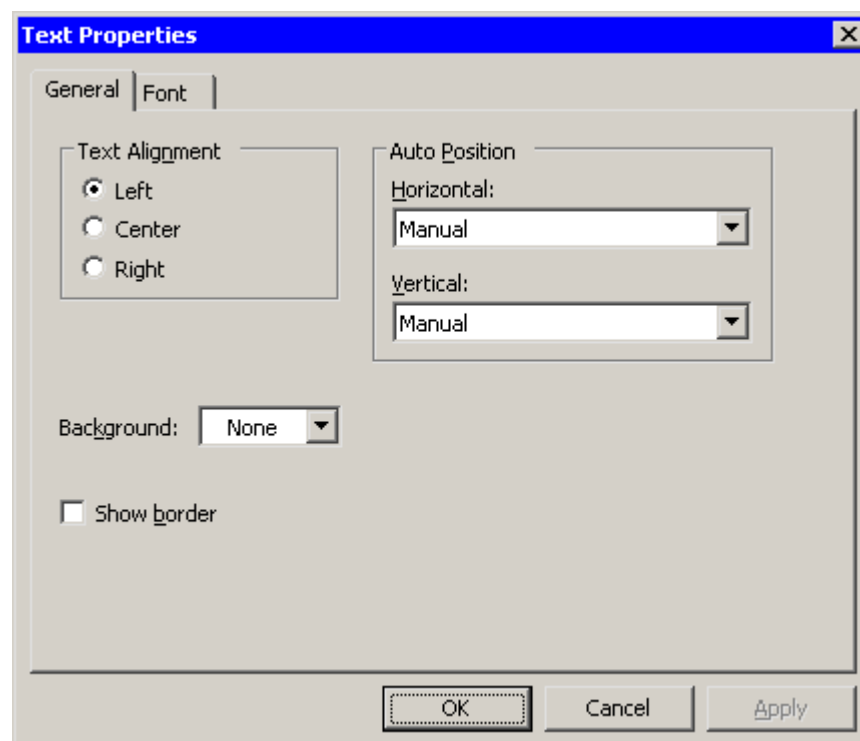 Text Properties
General Font
Text Alignment
Left
Center
Right
Auto Position
Horizontal:
Manual
Vertical:
Manual
Background: None
Show border
OK Cancel Apply